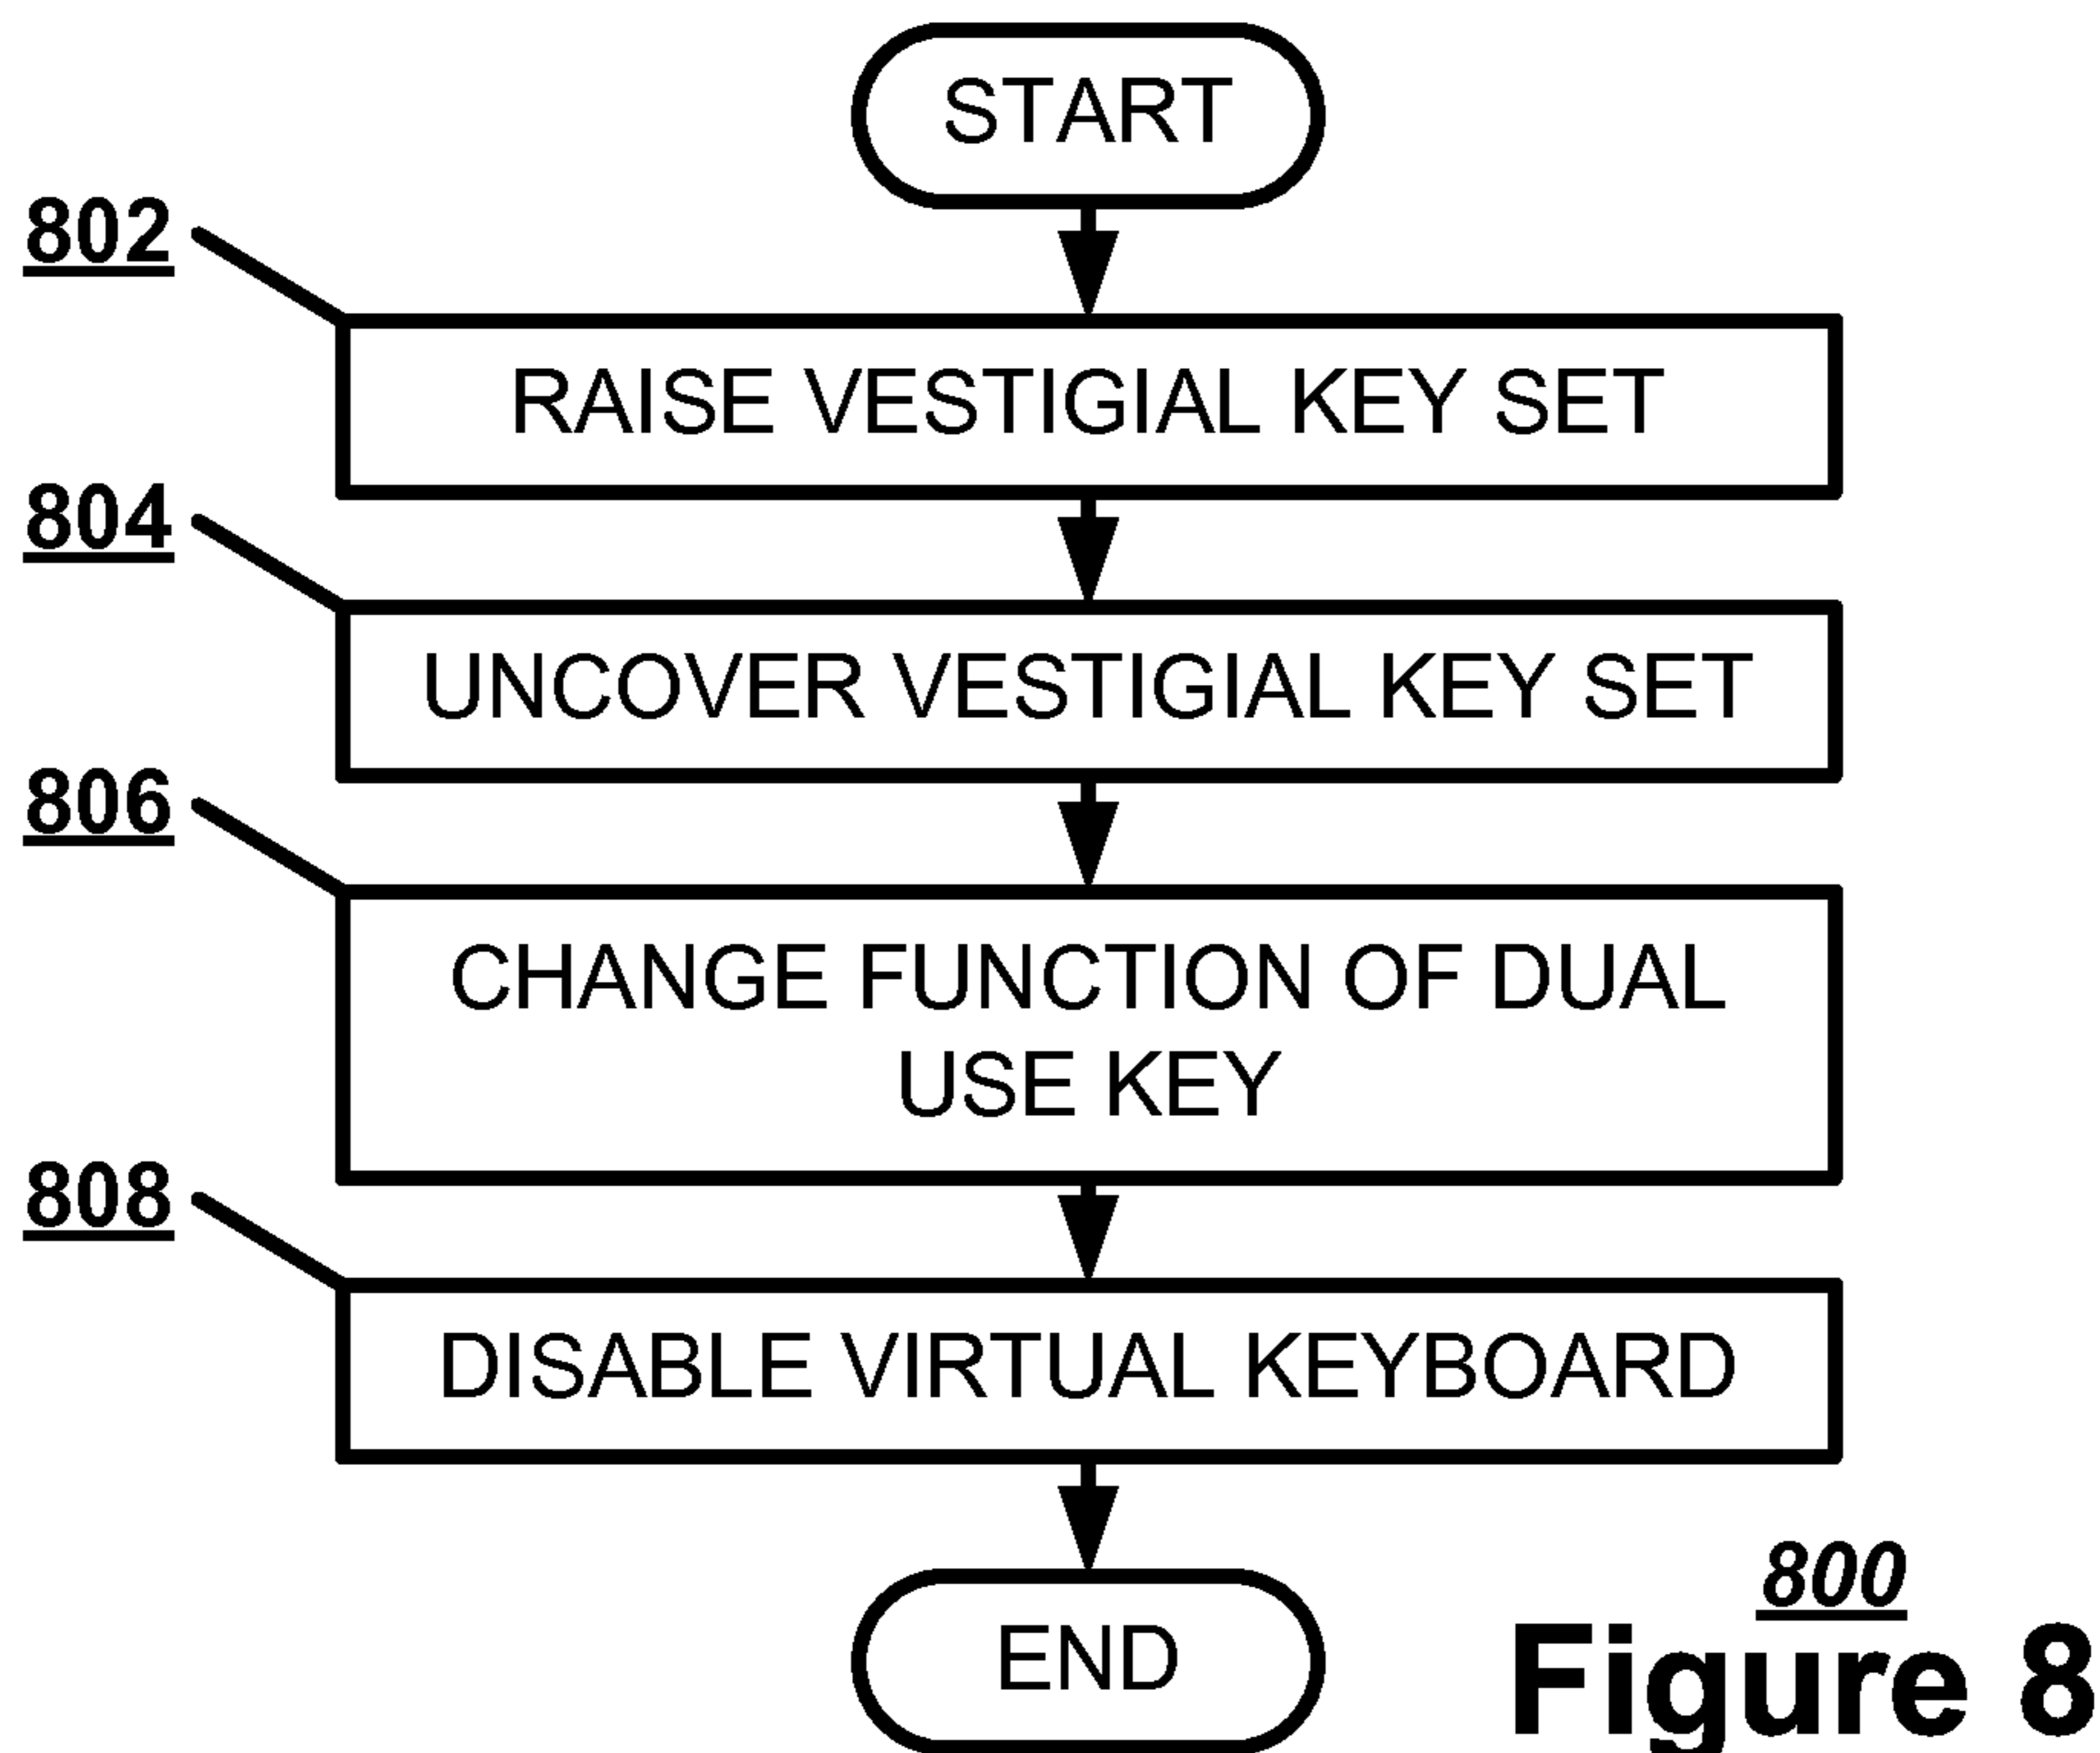 START
802
RAISE VESTIGIAL KEY SET
804
UNCOVER VESTIGIAL KEY SET
806
CHANGE FUNCTION OF DUAL
USE KEY
808
DISABLE VIRTUAL KEYBOARD
END
800
Figure 8